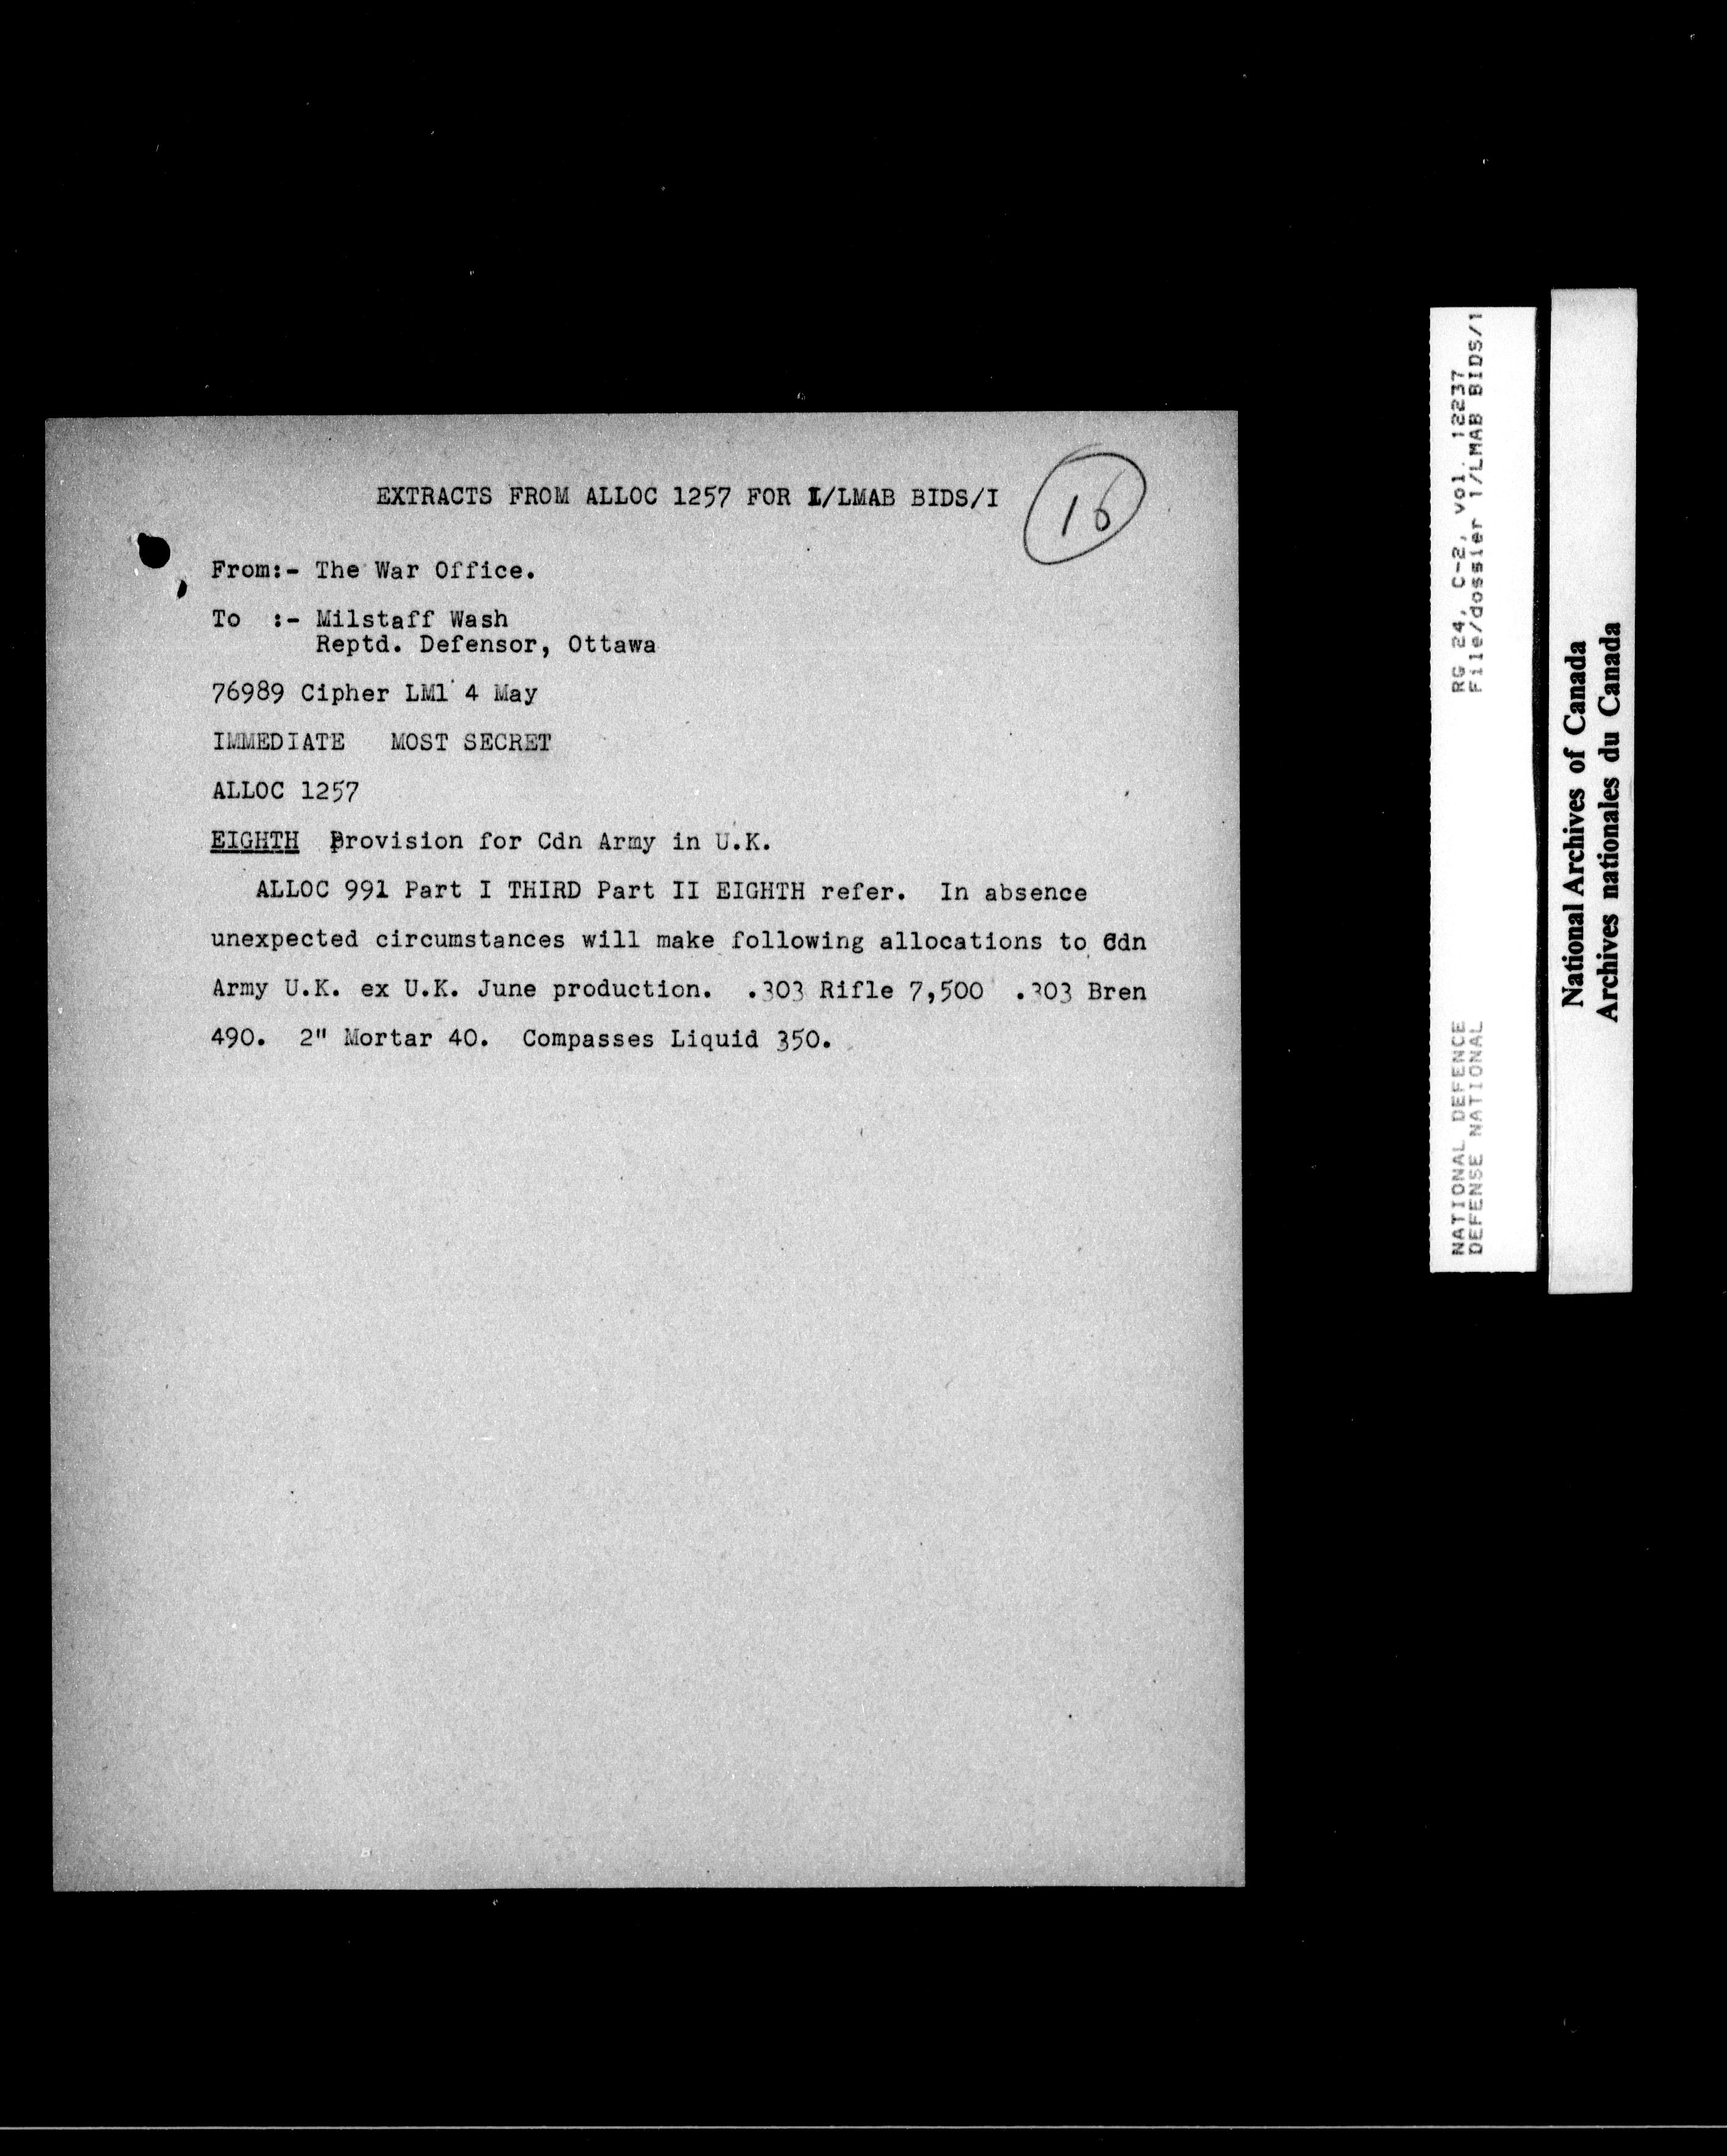 EXTRACTS FROM ALLOC 1257 FOR I/LMAB BIDS/I
16
From:- The War Office.
To :- Milstaff Wash
Reptd. Defensor, Ottawa
76989 Cipher LM1 4 May
IMMEDIATE MOST SECRET
ALLOC 1257
EIGHTH Provision for Cdn Army in U.K.
ALLOC 991 Part I THIRD Part II EIGHTH refer. In absence
unexpected circumstances will make following allocations to Cdn
Army U.K. ex U.K. June production. .303 Rifle 7,500 .303 Bren
490. 2" Mortar 40. Compasses Liquid 350.
NATIONAL DEFENCE RG 24, C-2, vol. 12237
DEFENSE NATIONAL File/dossier 1/LMAB BIDS/1
National Archives of Canada
Archives nationales du Canada